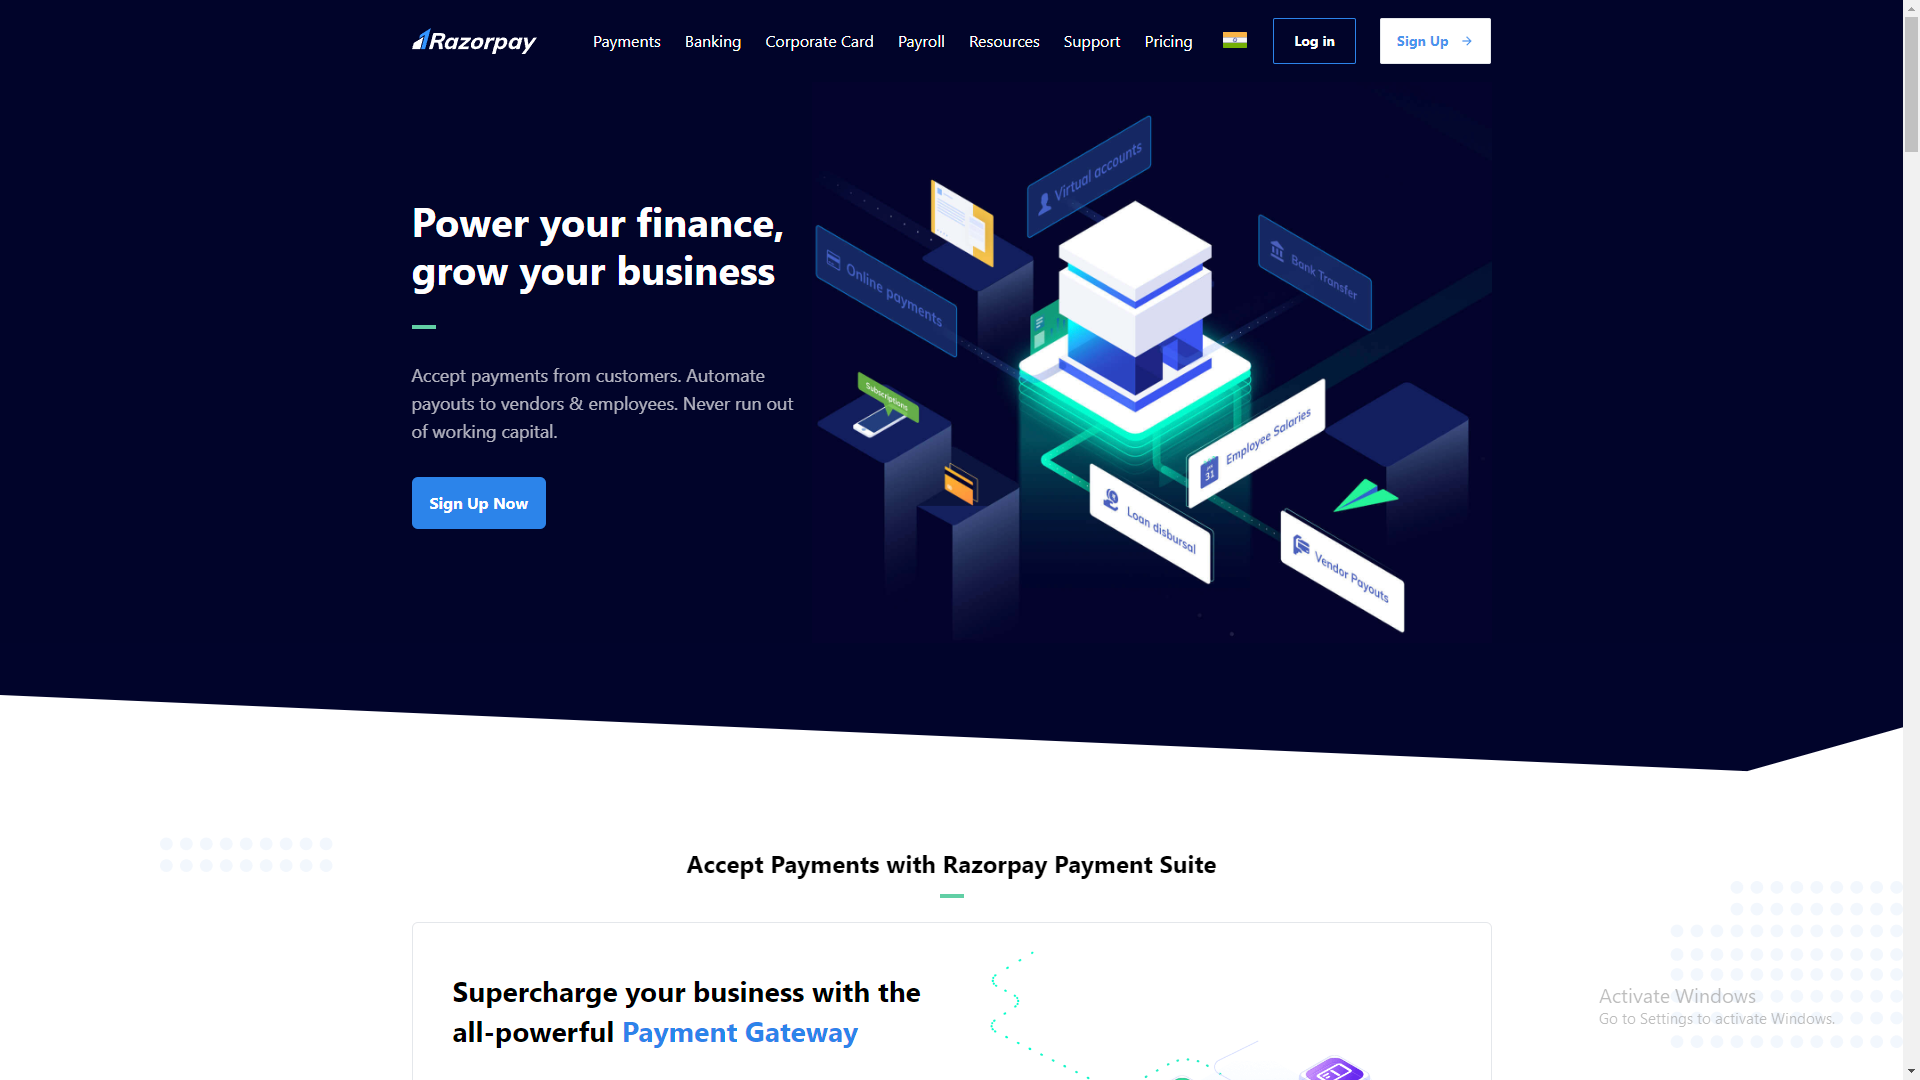 Razorpay
Payments
Banking
Corporate Card
Payroll
Resources
Support
Pricing
Log in
Sign Up
Power your finance,
grow your business
Accept payments from customers. Automate
payouts to vendors & employees. Never run out
of working capital.
Sign Up Now
Virtual accounts
Online payments
Bank Transfer
Subscriptions
Employee Salaries
31
Loan disbursal
Vendor Payouts
Accept Payments with Razorpay Payment Suite
Supercharge your business with the
all-powerful Payment Gateway
Activate Windows
Go to Settings to activate Windows.